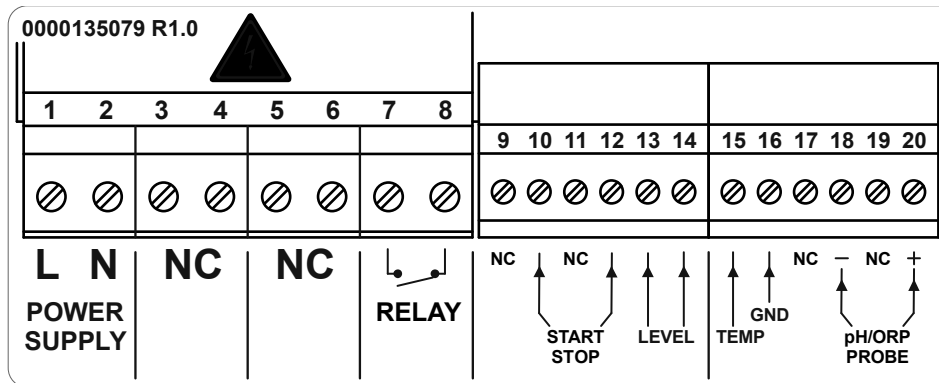 0000135079 R1.0
1 2 3 4 5 6 7 8
9 10 11 12 13 14 15 16 17 18 19 20
L N NC NC
NC NC NC − NC +
POWER
SUPPLY
RELAY
START
STOP
LEVEL
TEMP
GND
pH/ORP
PROBE